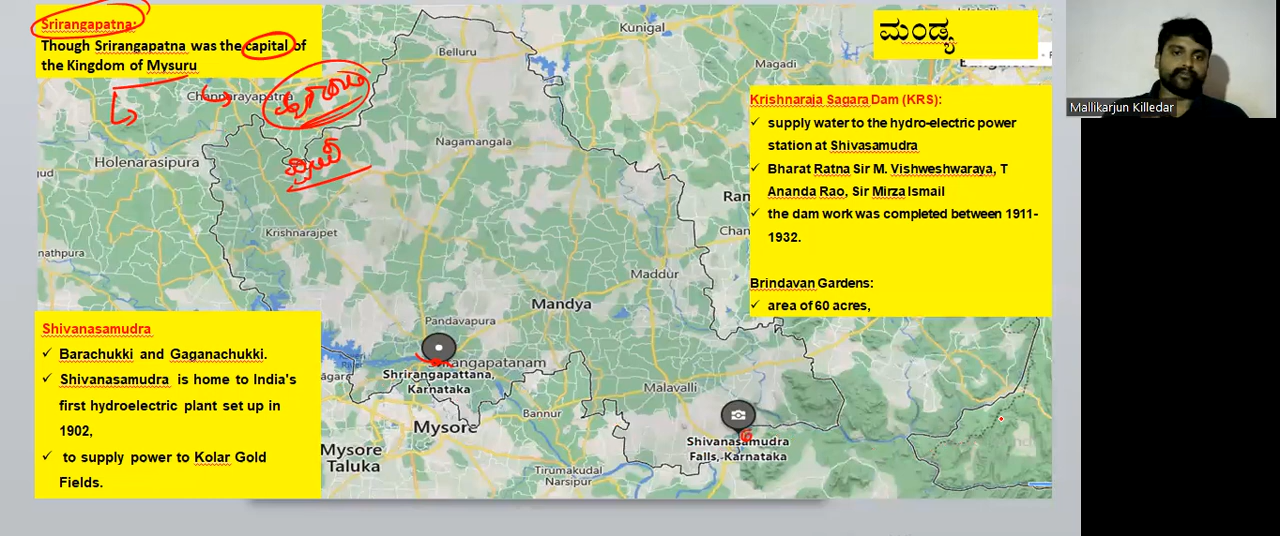 Srirangapatna:
Though Srirangapatna was the capital of
the Kingdom of Mysuru
ಮಂಡ್ಯ
Mallikarjun Killedar
Krishnaraja Sagara Dam (KRS):
✓ supply water to the hydro-electric power
station at Shivasamudra
✓ Bharat Ratna Sir M. Vishweshwaraya, T
Ananda Rao, Sir Mirza Ismail
✓ the dam work was completed between 1911-
1932.
Brindavan Gardens:
✓ area of 60 acres,
Shivanasamudra
✓ Barachukki and Gaganachukki.
✓ Shivanasamudra is home to India's
first hydroelectric plant set up in
1902,
✓ to supply power to Kolar Gold
Fields.
Kunigal
Belluru
Magadi
Channarayapatna
Nagamangala
Holenarasipura
Krishnarajpet
nathpura
Maddur
Mandya
Pandavapura
Shrirangapattana,
Karnataka
Malavalli
Bannur
Mysore
Shivanasamudra
Falls, Karnataka
Mysore
Taluka
Tirumakudal
Narsipur